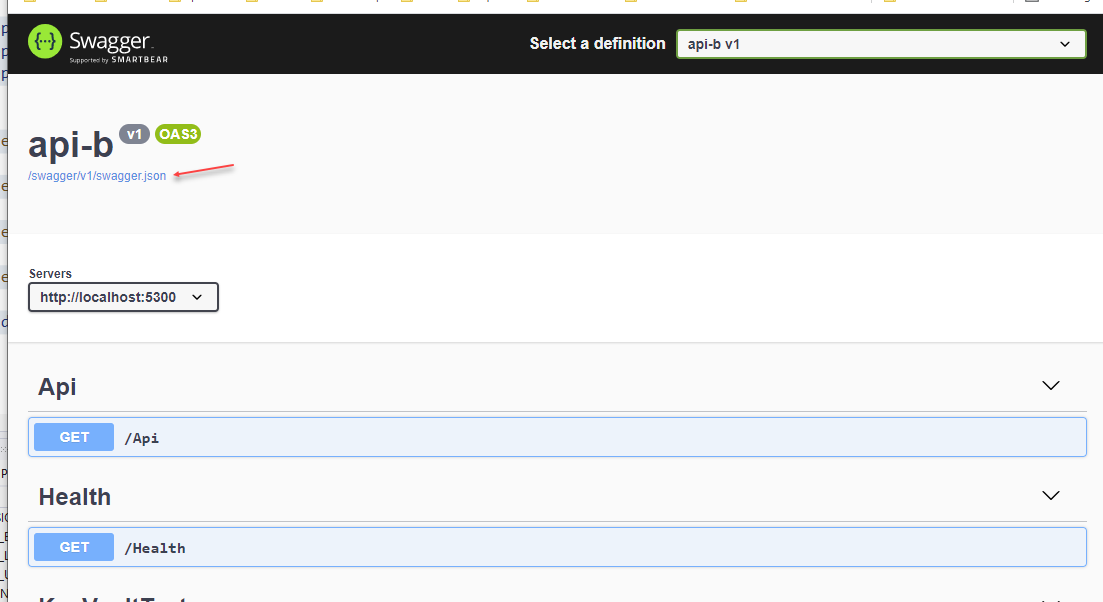 {···} Swagger
Supported by SMARTBEAR
Select a definition
api-b v1
api-b v1 OAS3
/swagger/v1/swagger.json
Servers
http://localhost:5300
Api
GET /Api
Health
GET /Health